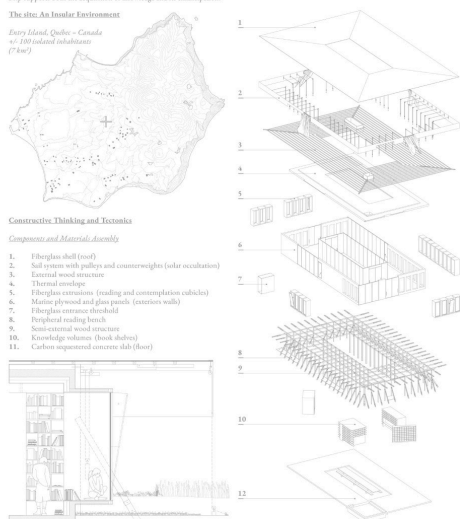 The site: An Insular Environment
Entry Island, Québec – Canada
+/- 100 isolated inhabitants
(7 km²)
Constructive Thinking and Tectonics
Components and Materials Assembly
1. Fiberglass shell (roof)
2. Sail system with pulleys and counterweights (solar occultation)
3. External wood structure
4. Thermal envelope
5. Fiberglass extrusions (reading and contemplation cubicles)
6. Marine plywood and glass panels (exteriors walls)
7. Fiberglass entrance threshold
8. Peripheral reading bench
9. Semi-external wood structure
10. Knowledge volumes (book shelves)
11. Carbon sequestered concrete slab (floor)
1
2
3
4
5
6
7
8
9
10
12